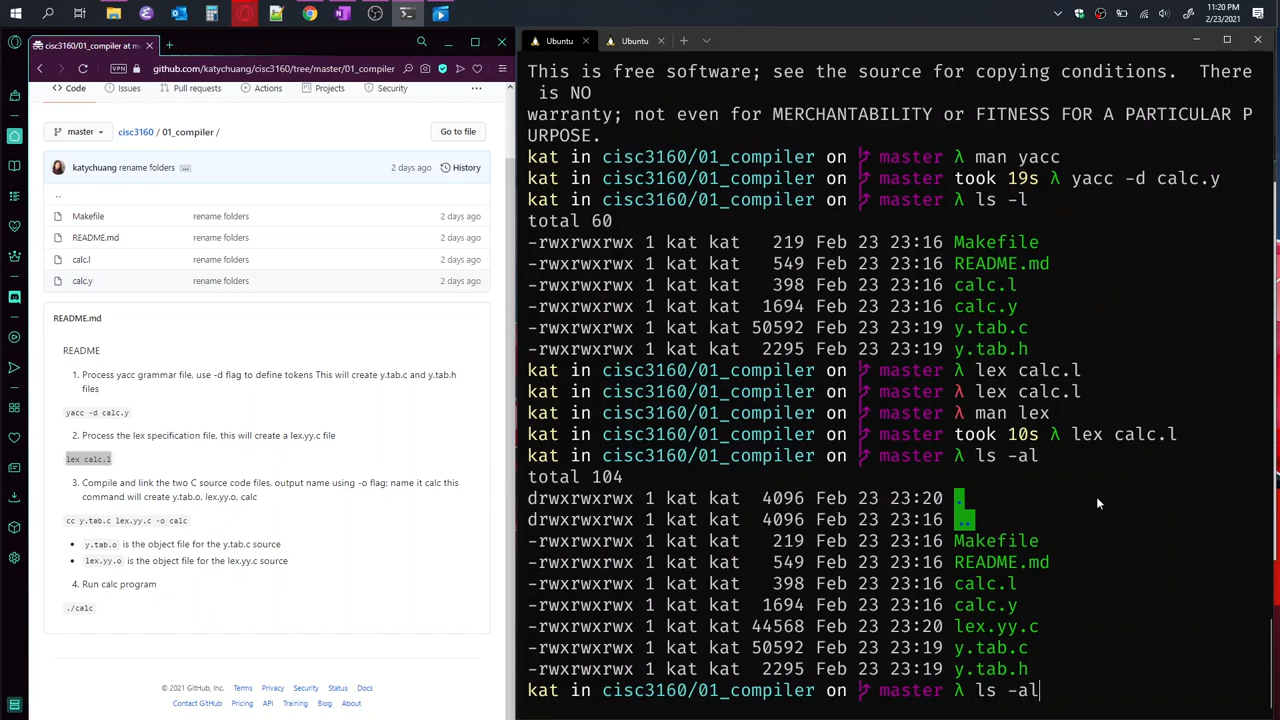 11:20 PM
2/23/2021
cisc3160/01_compiler at m
VPN
github.com/katychuang/cisc3160/tree/master/01_compiler
Code
Issues
Pull requests
Actions
Projects
Security
master
cisc3160 / 01_compiler /
Go to file
katychuang rename folders ...
2 days ago
History
..
Makefile rename folders 2 days ago
README.md rename folders 2 days ago
calc.l rename folders 2 days ago
calc.y rename folders 2 days ago
README.md
README
1. Process yacc grammar file, use -d flag to define tokens This will create y.tab.c and y.tab.h
files
yacc -d calc.y
2. Process the lex specification file, this will create a lex.yy.c file
lex calc.l
3. Compile and link the two C source code files, output name using -o flag; name it calc this
command will create y.tab.o, lex.yy.o, calc
cc y.tab.c lex.yy.c -o calc
• y.tab.o is the object file for the y.tab.c source
• lex.yy.o is the object file for the lex.yy.c source
4. Run calc program
./calc
© 2021 GitHub, Inc. Terms Privacy Security Status Docs
Contact GitHub Pricing API Training Blog About
Ubuntu
Ubuntu
This is free software; see the source for copying conditions.  There
is NO
warranty; not even for MERCHANTABILITY or FITNESS FOR A PARTICULAR P
URPOSE.
kat in cisc3160/01_compiler on master λ man yacc
kat in cisc3160/01_compiler on master took 19s λ yacc -d calc.y
kat in cisc3160/01_compiler on master λ ls -l
total 60
-rwxrwxrwx 1 kat kat   219 Feb 23 23:16 Makefile
-rwxrwxrwx 1 kat kat   549 Feb 23 23:16 README.md
-rwxrwxrwx 1 kat kat   398 Feb 23 23:16 calc.l
-rwxrwxrwx 1 kat kat  1694 Feb 23 23:16 calc.y
-rwxrwxrwx 1 kat kat 50592 Feb 23 23:19 y.tab.c
-rwxrwxrwx 1 kat kat  2295 Feb 23 23:19 y.tab.h
kat in cisc3160/01_compiler on master λ lex calc.l
kat in cisc3160/01_compiler on master λ lex calc.l
kat in cisc3160/01_compiler on master λ man lex
kat in cisc3160/01_compiler on master took 10s λ lex calc.l
kat in cisc3160/01_compiler on master λ ls -al
total 104
drwxrwxrwx 1 kat kat  4096 Feb 23 23:20 .
drwxrwxrwx 1 kat kat  4096 Feb 23 23:16 ..
-rwxrwxrwx 1 kat kat   219 Feb 23 23:16 Makefile
-rwxrwxrwx 1 kat kat   549 Feb 23 23:16 README.md
-rwxrwxrwx 1 kat kat   398 Feb 23 23:16 calc.l
-rwxrwxrwx 1 kat kat  1694 Feb 23 23:16 calc.y
-rwxrwxrwx 1 kat kat 44568 Feb 23 23:20 lex.yy.c
-rwxrwxrwx 1 kat kat 50592 Feb 23 23:19 y.tab.c
-rwxrwxrwx 1 kat kat  2295 Feb 23 23:19 y.tab.h
kat in cisc3160/01_compiler on master λ ls -al